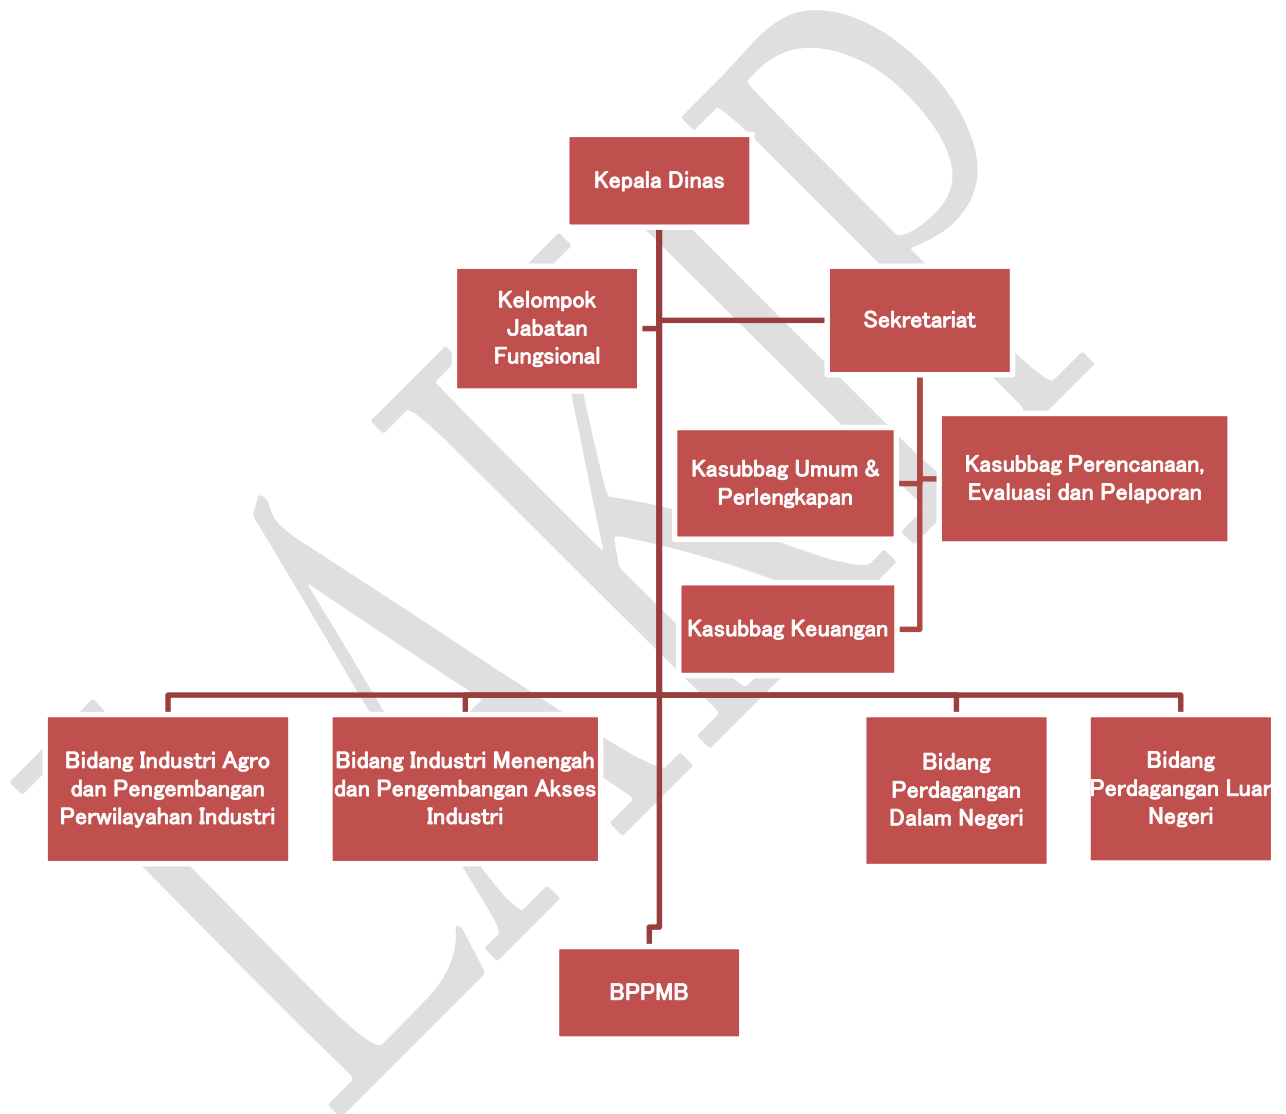 Kepala Dinas
Kelompok
Jabatan
Fungsional
Sekretariat
Kasubbag Umum &
Perlengkapan
Kasubbag Perencanaan,
Evaluasi dan Pelaporan
Kasubbag Keuangan
Bidang Industri Agro
dan Pengembangan
Perwilayahan Industri
Bidang Industri Menengah
dan Pengembangan Akses
Industri
Bidang
Perdagangan
Dalam Negeri
Bidang
Perdagangan Luar
Negeri
BPPMB
LAKIP